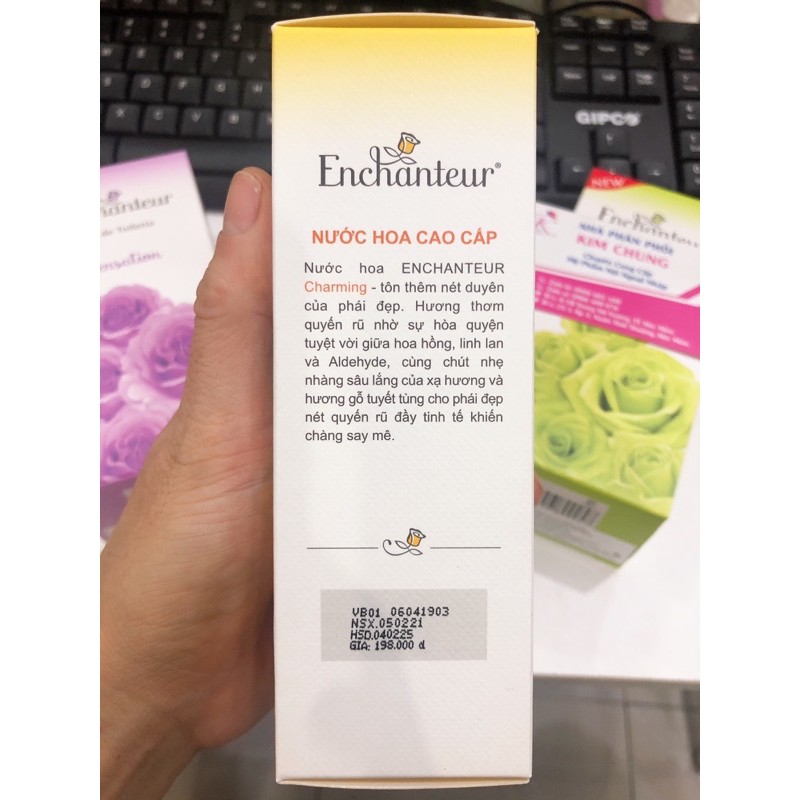 Enchanteur®
NƯỚC HOA CAO CẤP
Nước hoa ENCHANTEUR
Charming - tôn thêm nét duyên
của phái đẹp. Hương thơm
quyến rũ nhờ sự hòa quyện
tuyệt vời giữa hoa hồng, linh lan
và Aldehyde, cùng chút nhẹ
nhàng sâu lắng của xạ hương và
hương gỗ tuyết tùng cho phái đẹp
nét quyến rũ đầy tinh tế khiến
chàng say mê.
VB01 06041903
NSX.050221
HSD.040225
GIÁ: 198.000 đ
GIPCO
NEW
Enchanteur
NHÀ PHÂN PHỐI
KIM CHUNG